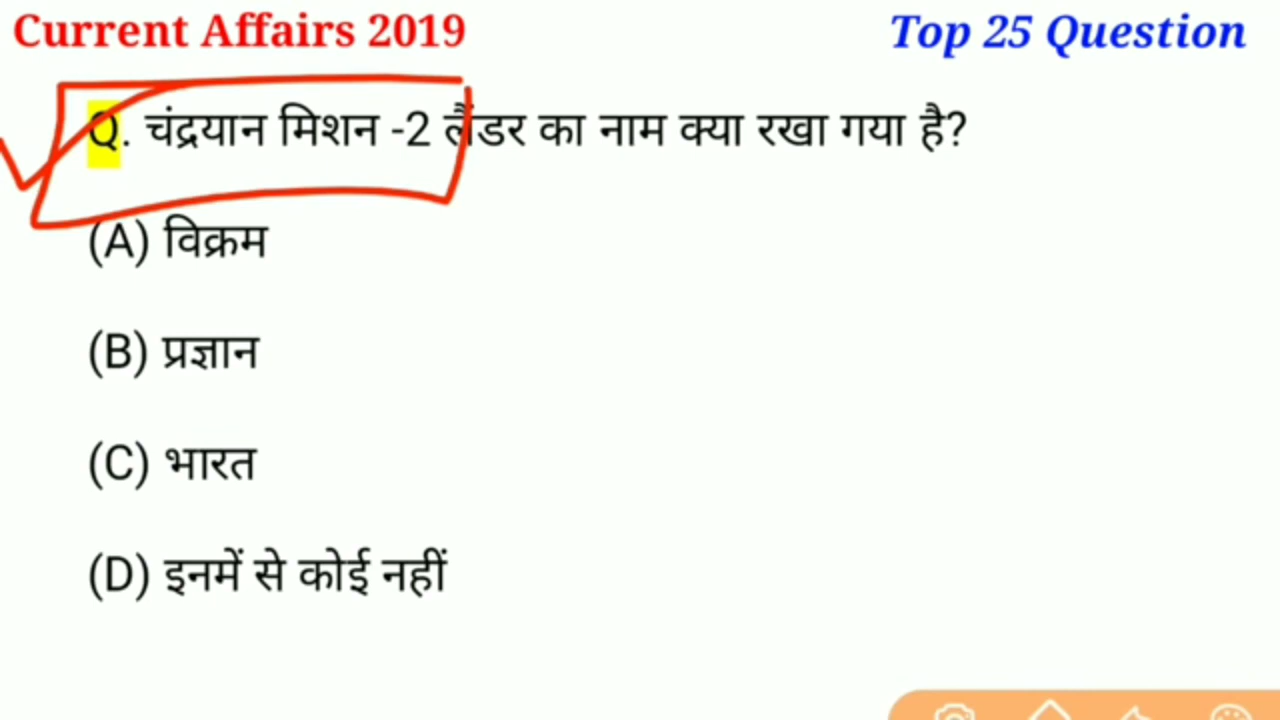 Current Affairs 2019 Top 25 Question
Q. चंद्रयान मिशन -2 लैंडर का नाम क्या रखा गया है?
(A) विक्रम
(B) प्रज्ञान
(C) भारत
(D) इनमें से कोई नहीं